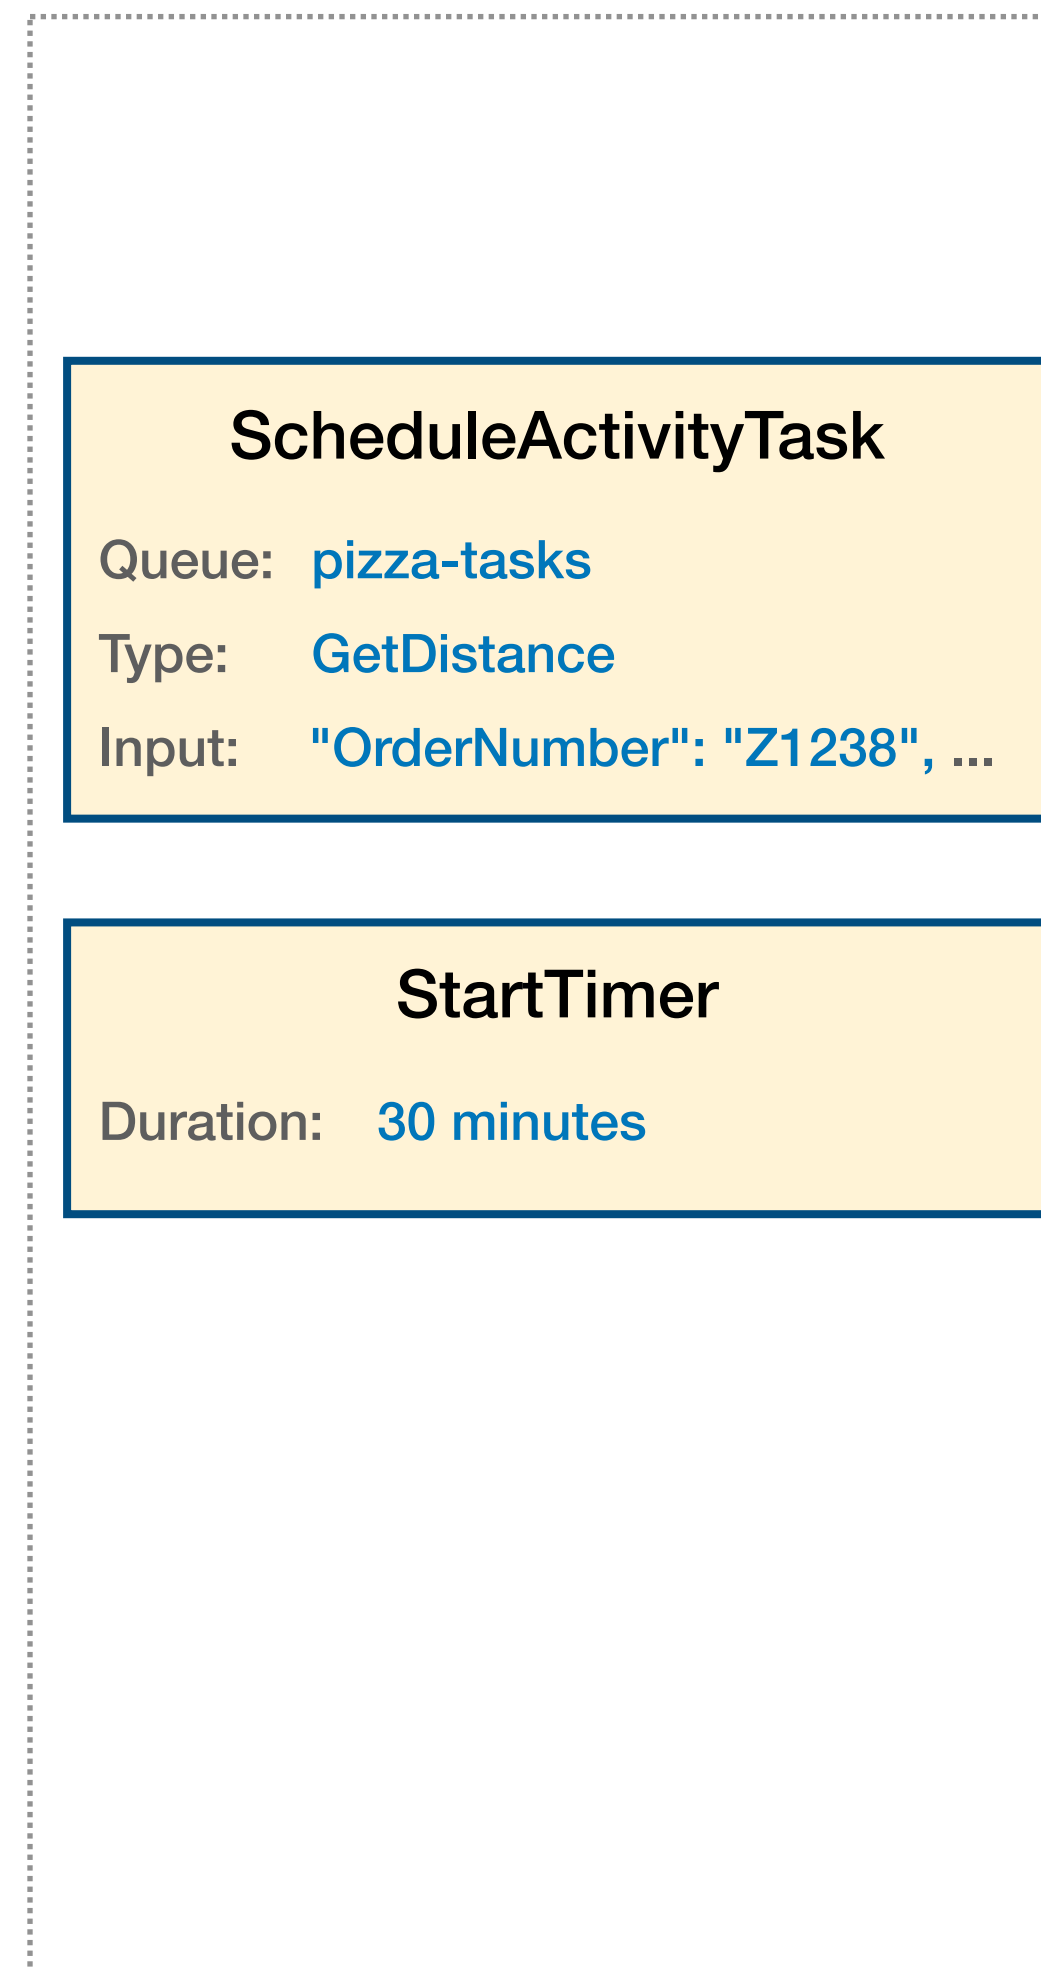 ScheduleActivityTask
Queue: pizza-tasks
Type: GetDistance
Input: "OrderNumber": "Z1238", ...
StartTimer
Duration: 30 minutes